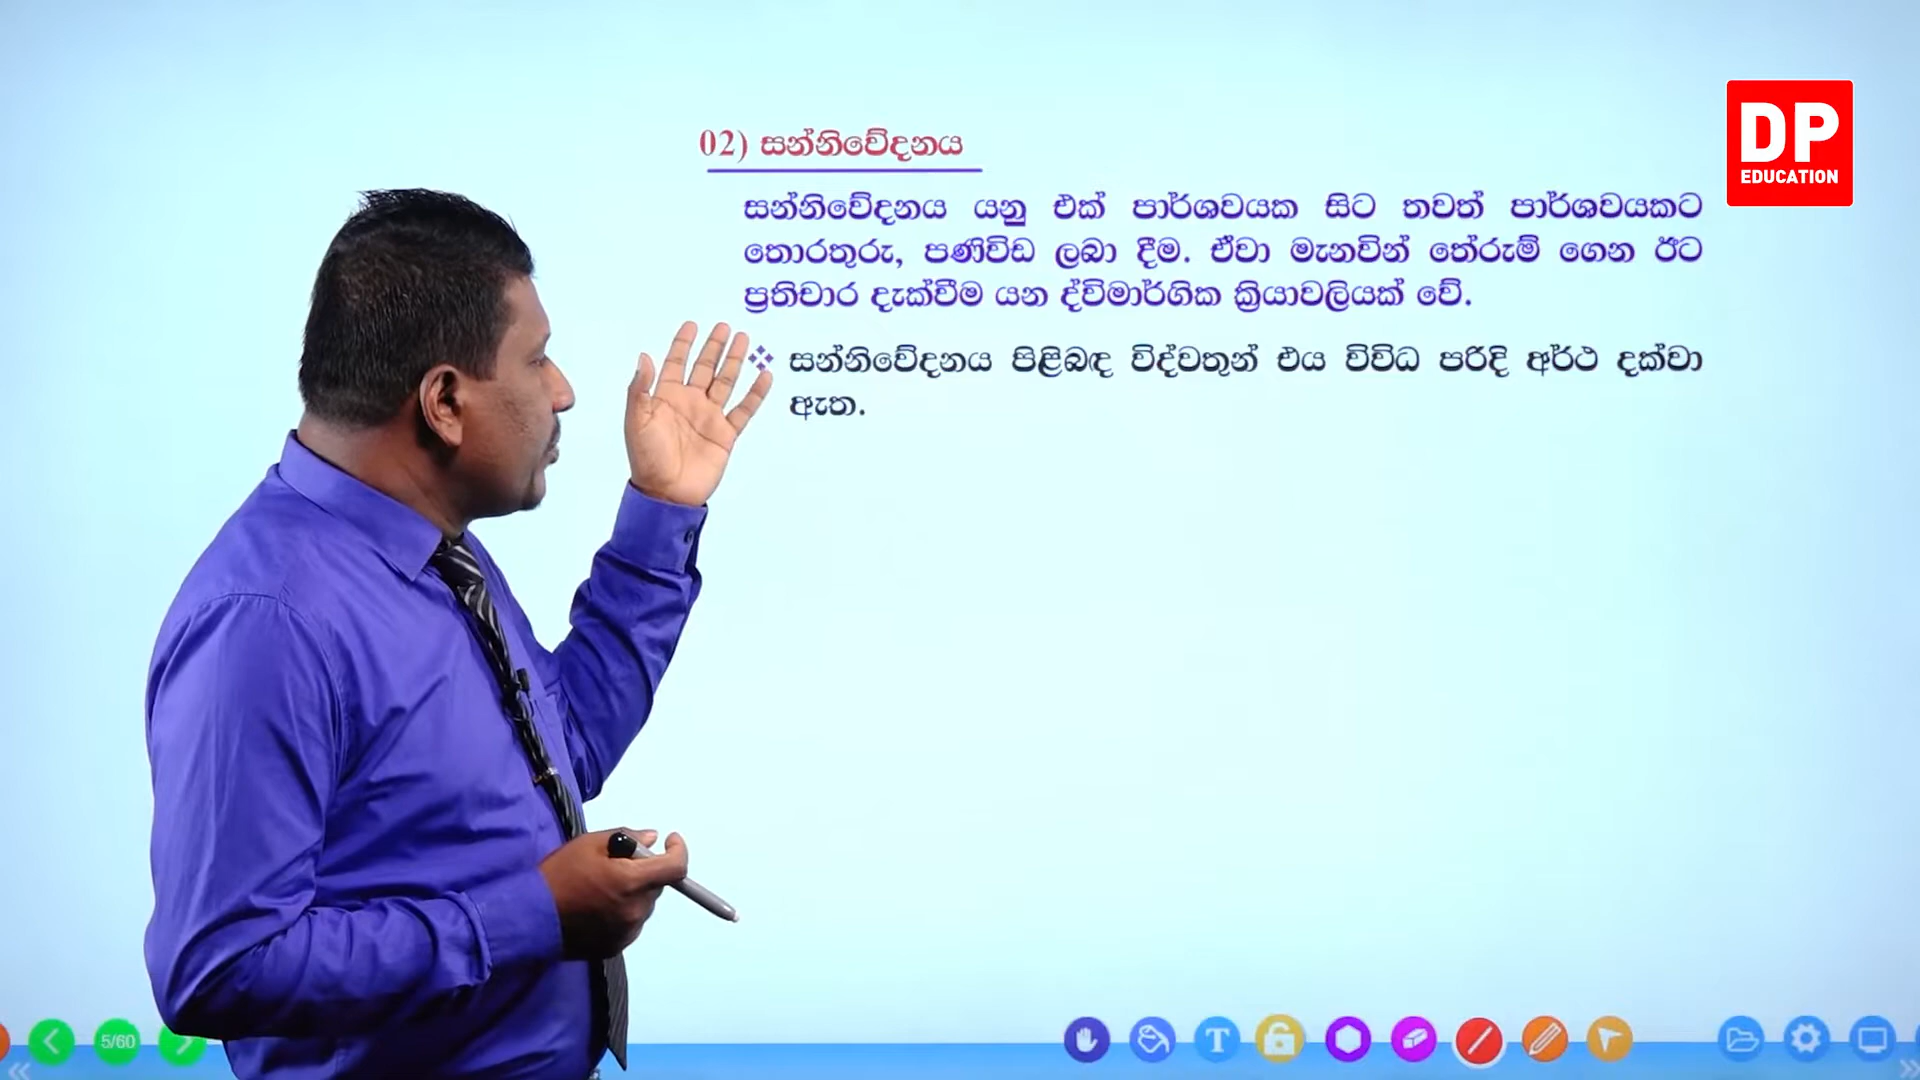 02) සන්නිවේදනය
සන්නිවේදනය යනු එක් පාර්ශවයක සිට තවත් පාර්ශවයකට
තොරතුරු, පණිවිඩ ලබා දීම. ඒවා මැනවින් තේරුම් ගෙන ඊට
ප්‍රතිචාර දැක්වීම යන ද්විමාර්ගික ක්‍රියාවලියක් වේ.
සන්නිවේදනය පිළිබඳ විද්වතුන් එය විවිධ පරිදි අර්ථ දක්වා
ඇත.
DP
EDUCATION
5/60
T